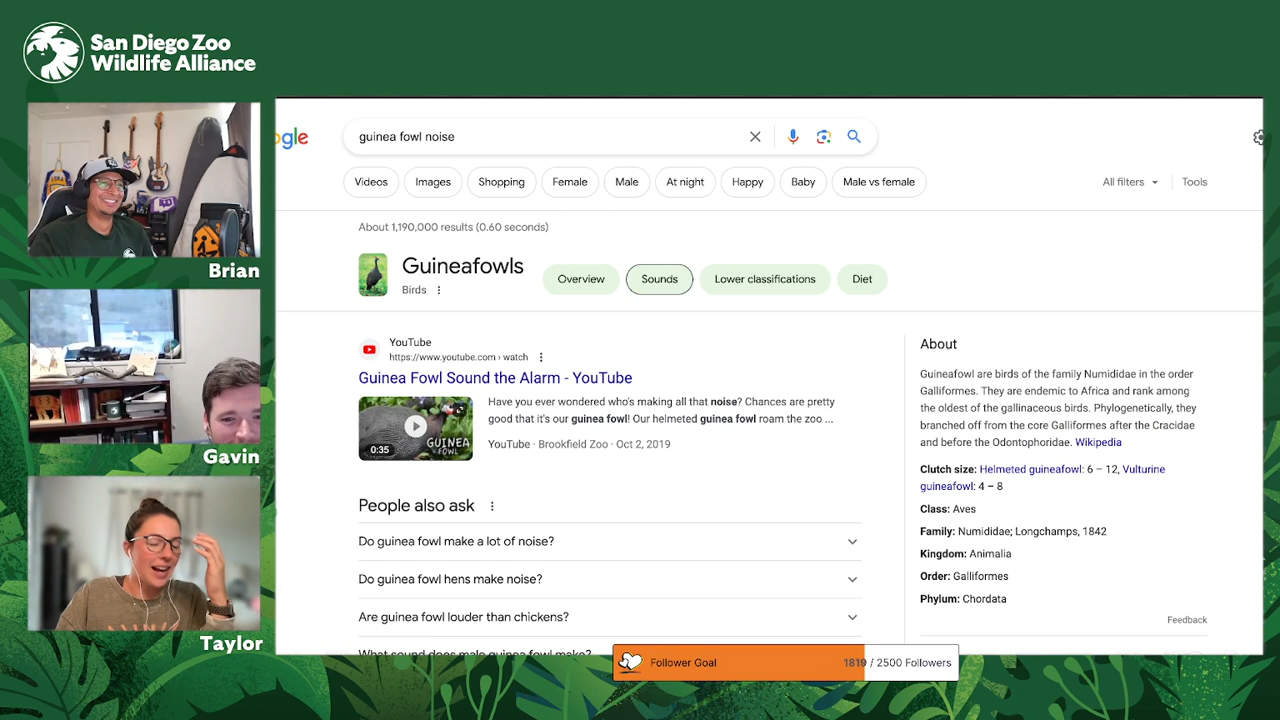 San Diego Zoo
Wildlife Alliance
Brian
Gavin
Taylor
gle
guinea fowl noise
Videos
Images
Shopping
Female
Male
At night
Happy
Baby
Male vs female
All filters
Tools
About 1,190,000 results (0.60 seconds)
Guineafowls
Birds
Overview
Sounds
Lower classifications
Diet
YouTube
https://www.youtube.com › watch
Guinea Fowl Sound the Alarm - YouTube
Have you ever wondered who's making all that noise? Chances are pretty
good that it's our guinea fowl! Our helmeted guinea fowl roam the zoo ...
YouTube · Brookfield Zoo · Oct 2, 2019
GUINEA
FOWL
0:35
People also ask
Do guinea fowl make a lot of noise?
Do guinea fowl hens make noise?
Are guinea fowl louder than chickens?
What sound does male guinea fowl make?
About
Guineafowl are birds of the family Numididae in the order
Galliformes. They are endemic to Africa and rank among
the oldest of the gallinaceous birds. Phylogenetically, they
branched off from the core Galliformes after the Cracidae
and before the Odontophoridae. Wikipedia
Clutch size: Helmeted guineafowl: 6 – 12, Vulturine
guineafowl: 4 – 8
Class: Aves
Family: Numididae; Longchamps, 1842
Kingdom: Animalia
Order: Galliformes
Phylum: Chordata
Feedback
Follower Goal
1819 / 2500 Followers